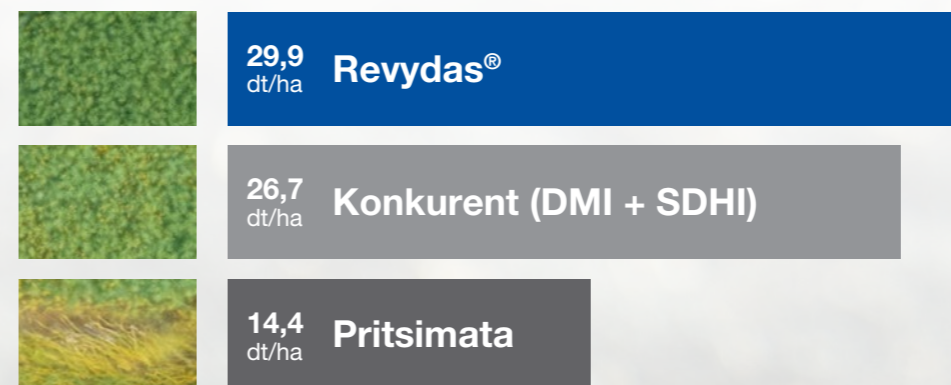 29,9
dt/ha
Revydas®
26,7
dt/ha
Konkurent (DMI + SDHI)
14,4
dt/ha
Pritsimata